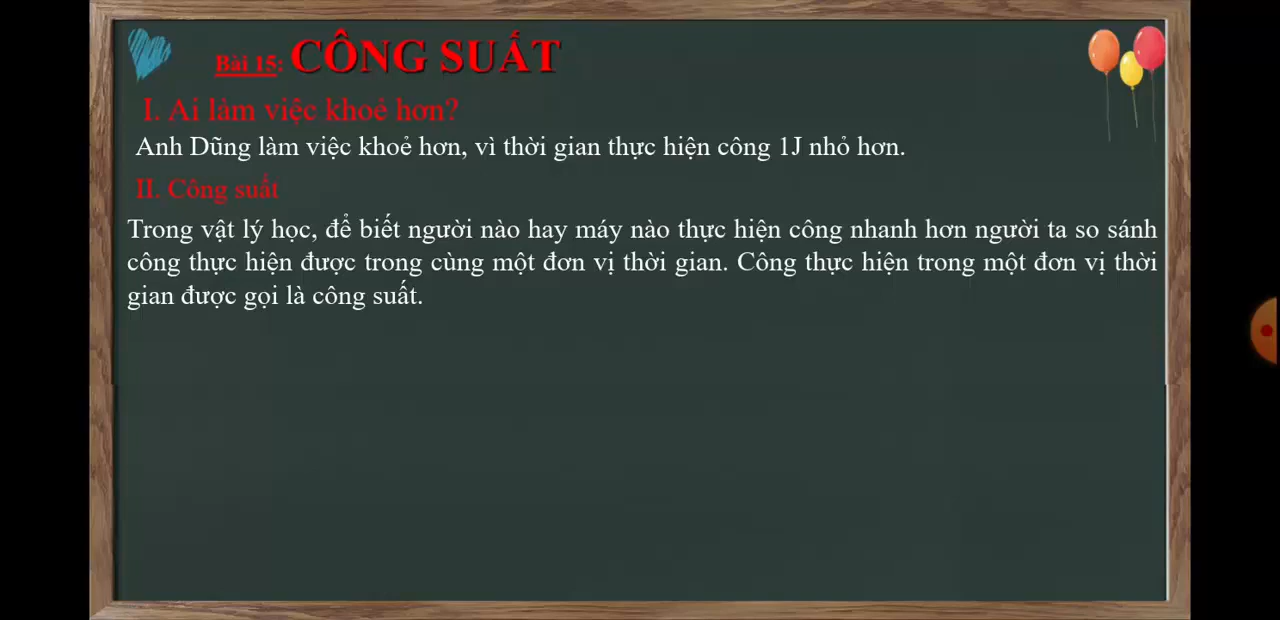 Bài 15: CÔNG SUẤT
I. Ai làm việc khoẻ hơn?
Anh Dũng làm việc khoẻ hơn, vì thời gian thực hiện công 1J nhỏ hơn.
II. Công suất
Trong vật lý học, để biết người nào hay máy nào thực hiện công nhanh hơn người ta so sánh
công thực hiện được trong cùng một đơn vị thời gian. Công thực hiện trong một đơn vị thời
gian được gọi là công suất.